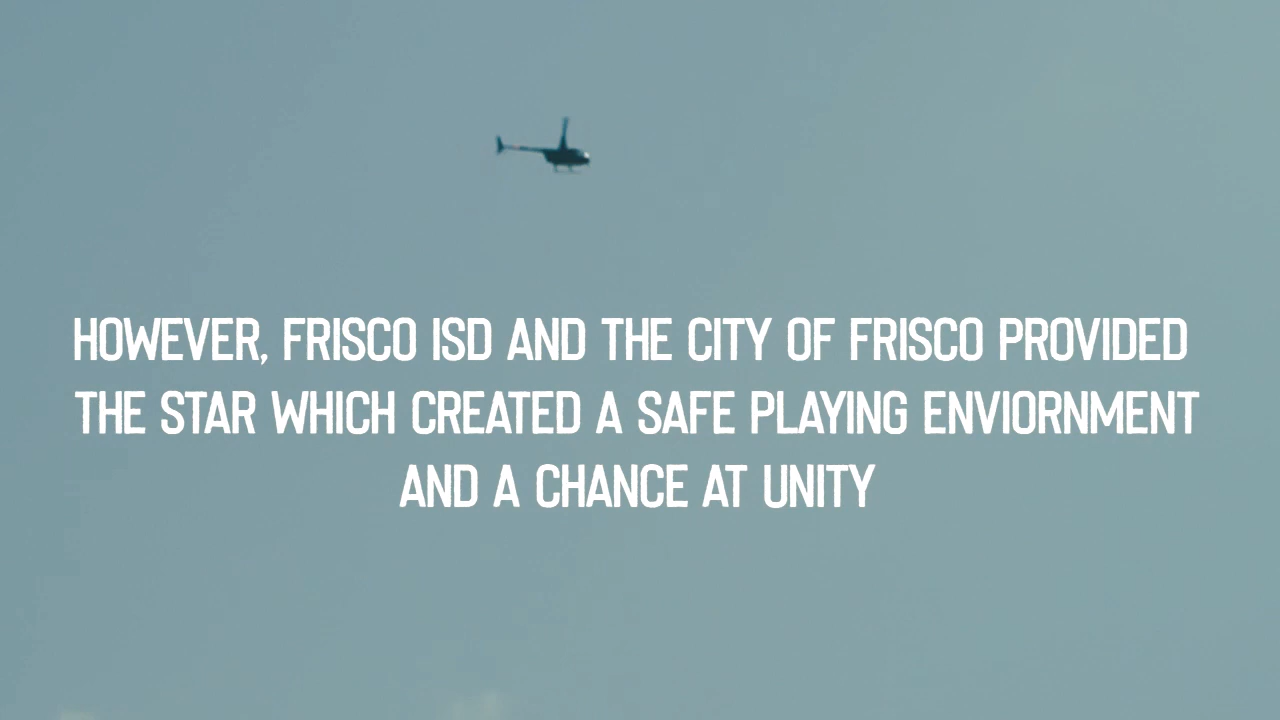 HOWEVER, FRISCO ISD AND THE CITY OF FRISCO PROVIDED
THE STAR WHICH CREATED A SAFE PLAYING ENVIORNMENT
AND A CHANCE AT UNITY